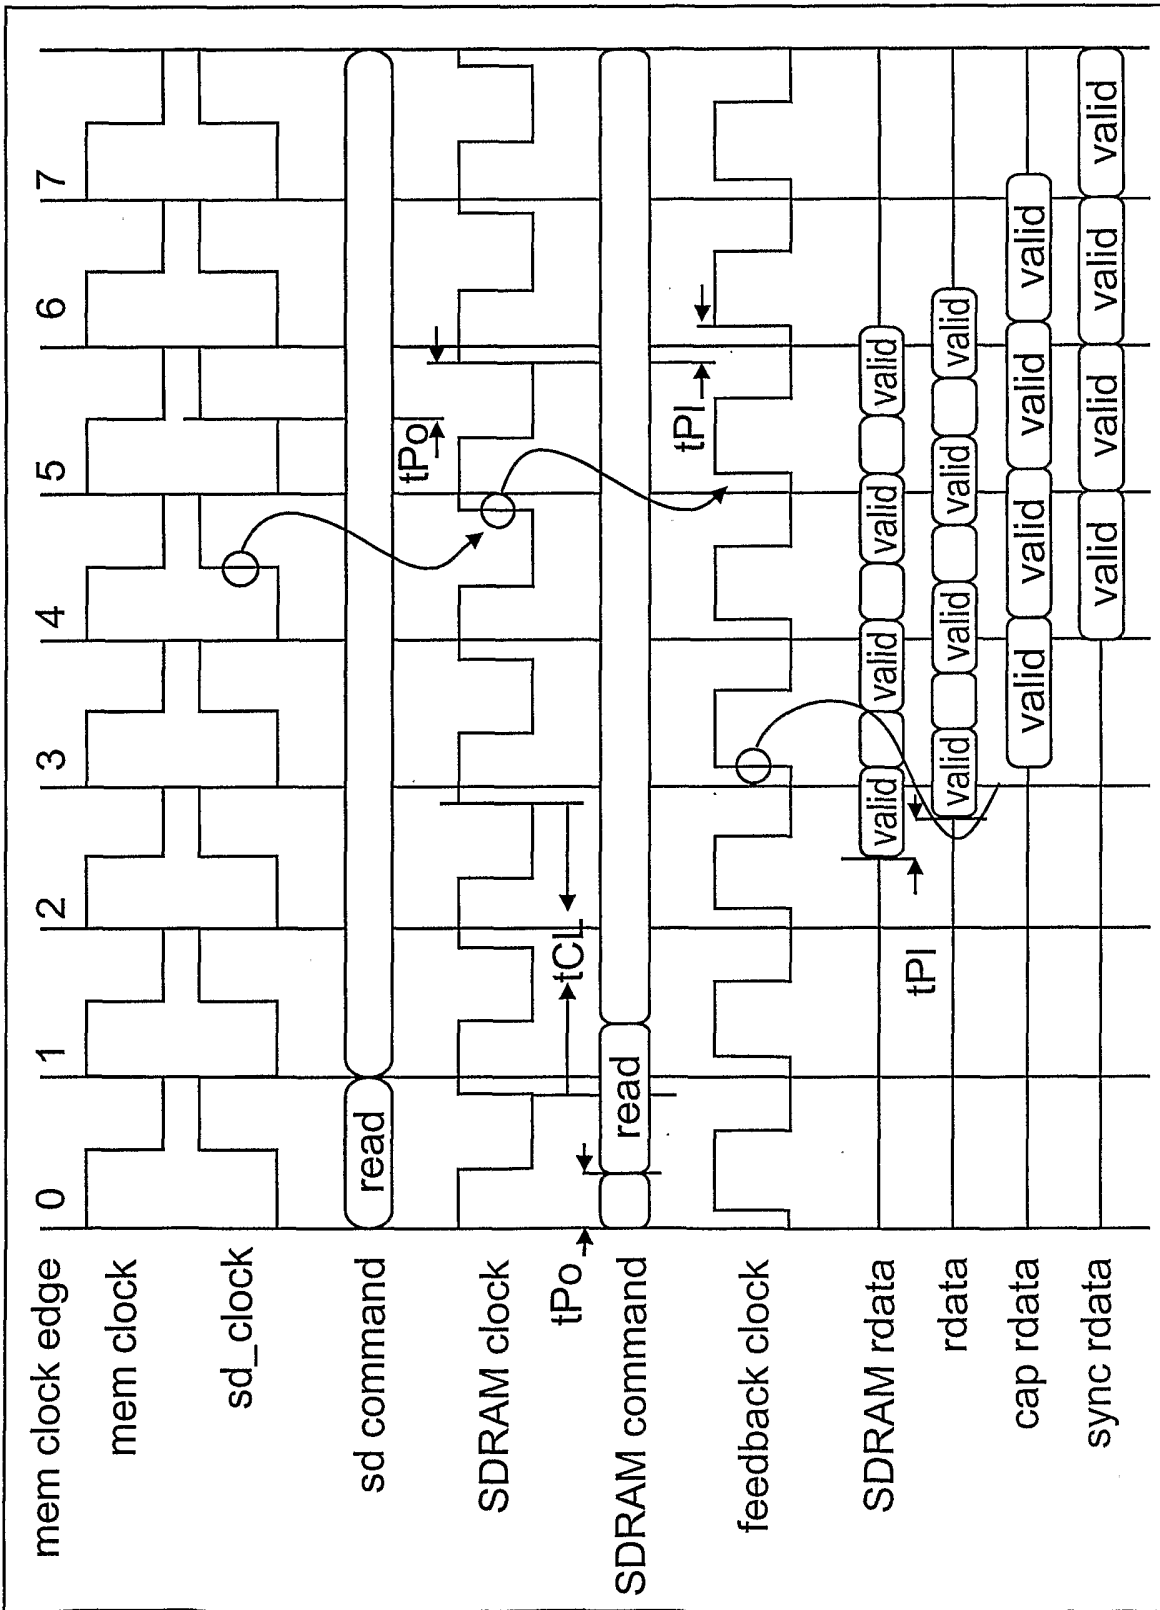 mem clock edge 0 1 2 3 4 5 6 7
mem clock
sd_clock
sd command read
tPo
SDRAM clock
tPo tCL
SDRAM command read
tPI
feedback clock
SDRAM rdata valid valid valid valid
tPI
rdata valid valid valid valid
cap rdata valid valid valid valid
sync rdata valid valid valid valid